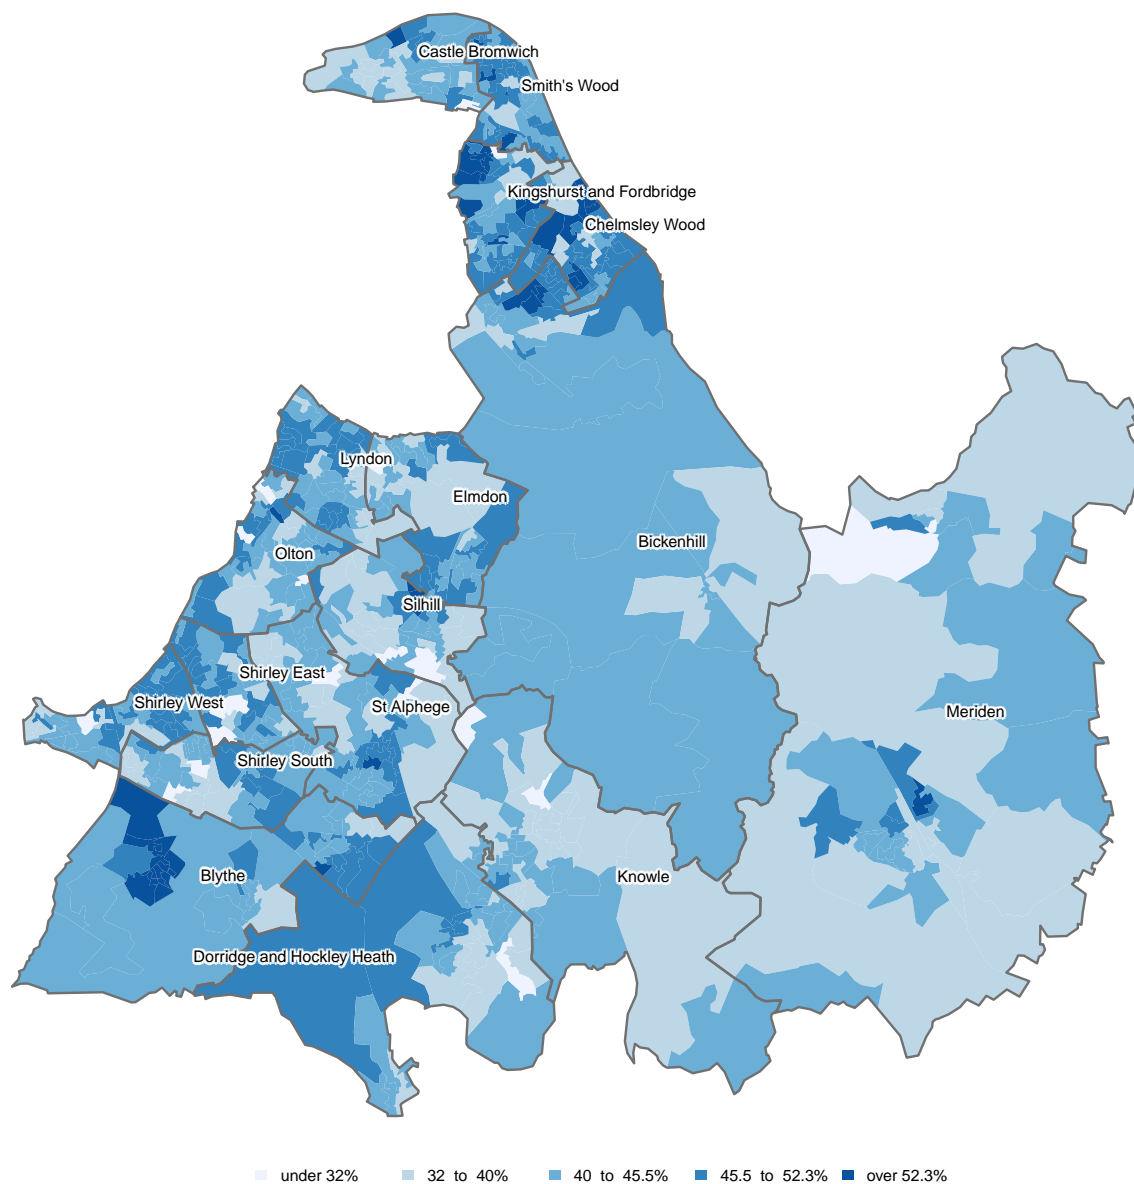 Castle Bromwich
Smith's Wood
Kingshurst and Fordbridge
Chelmsley Wood
Lyndon
Elmdon
Bickenhill
Olton
Silhill
Shirley East
Shirley West
St Alphege
Meriden
Shirley South
Blythe
Knowle
Dorridge and Hockley Heath
under 32% 32 to 40% 40 to 45.5% 45.5 to 52.3% over 52.3%